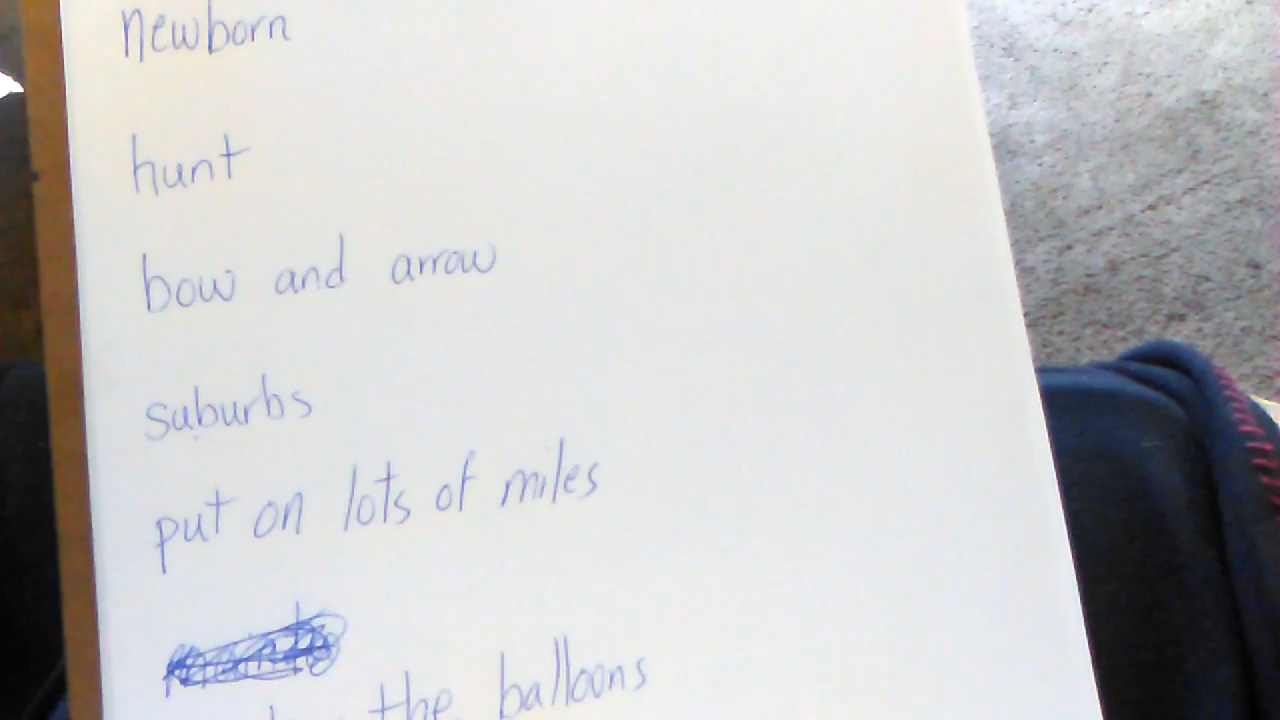 newborn
hunt
bow and arrow
suburbs
put on lots of miles
the balloons